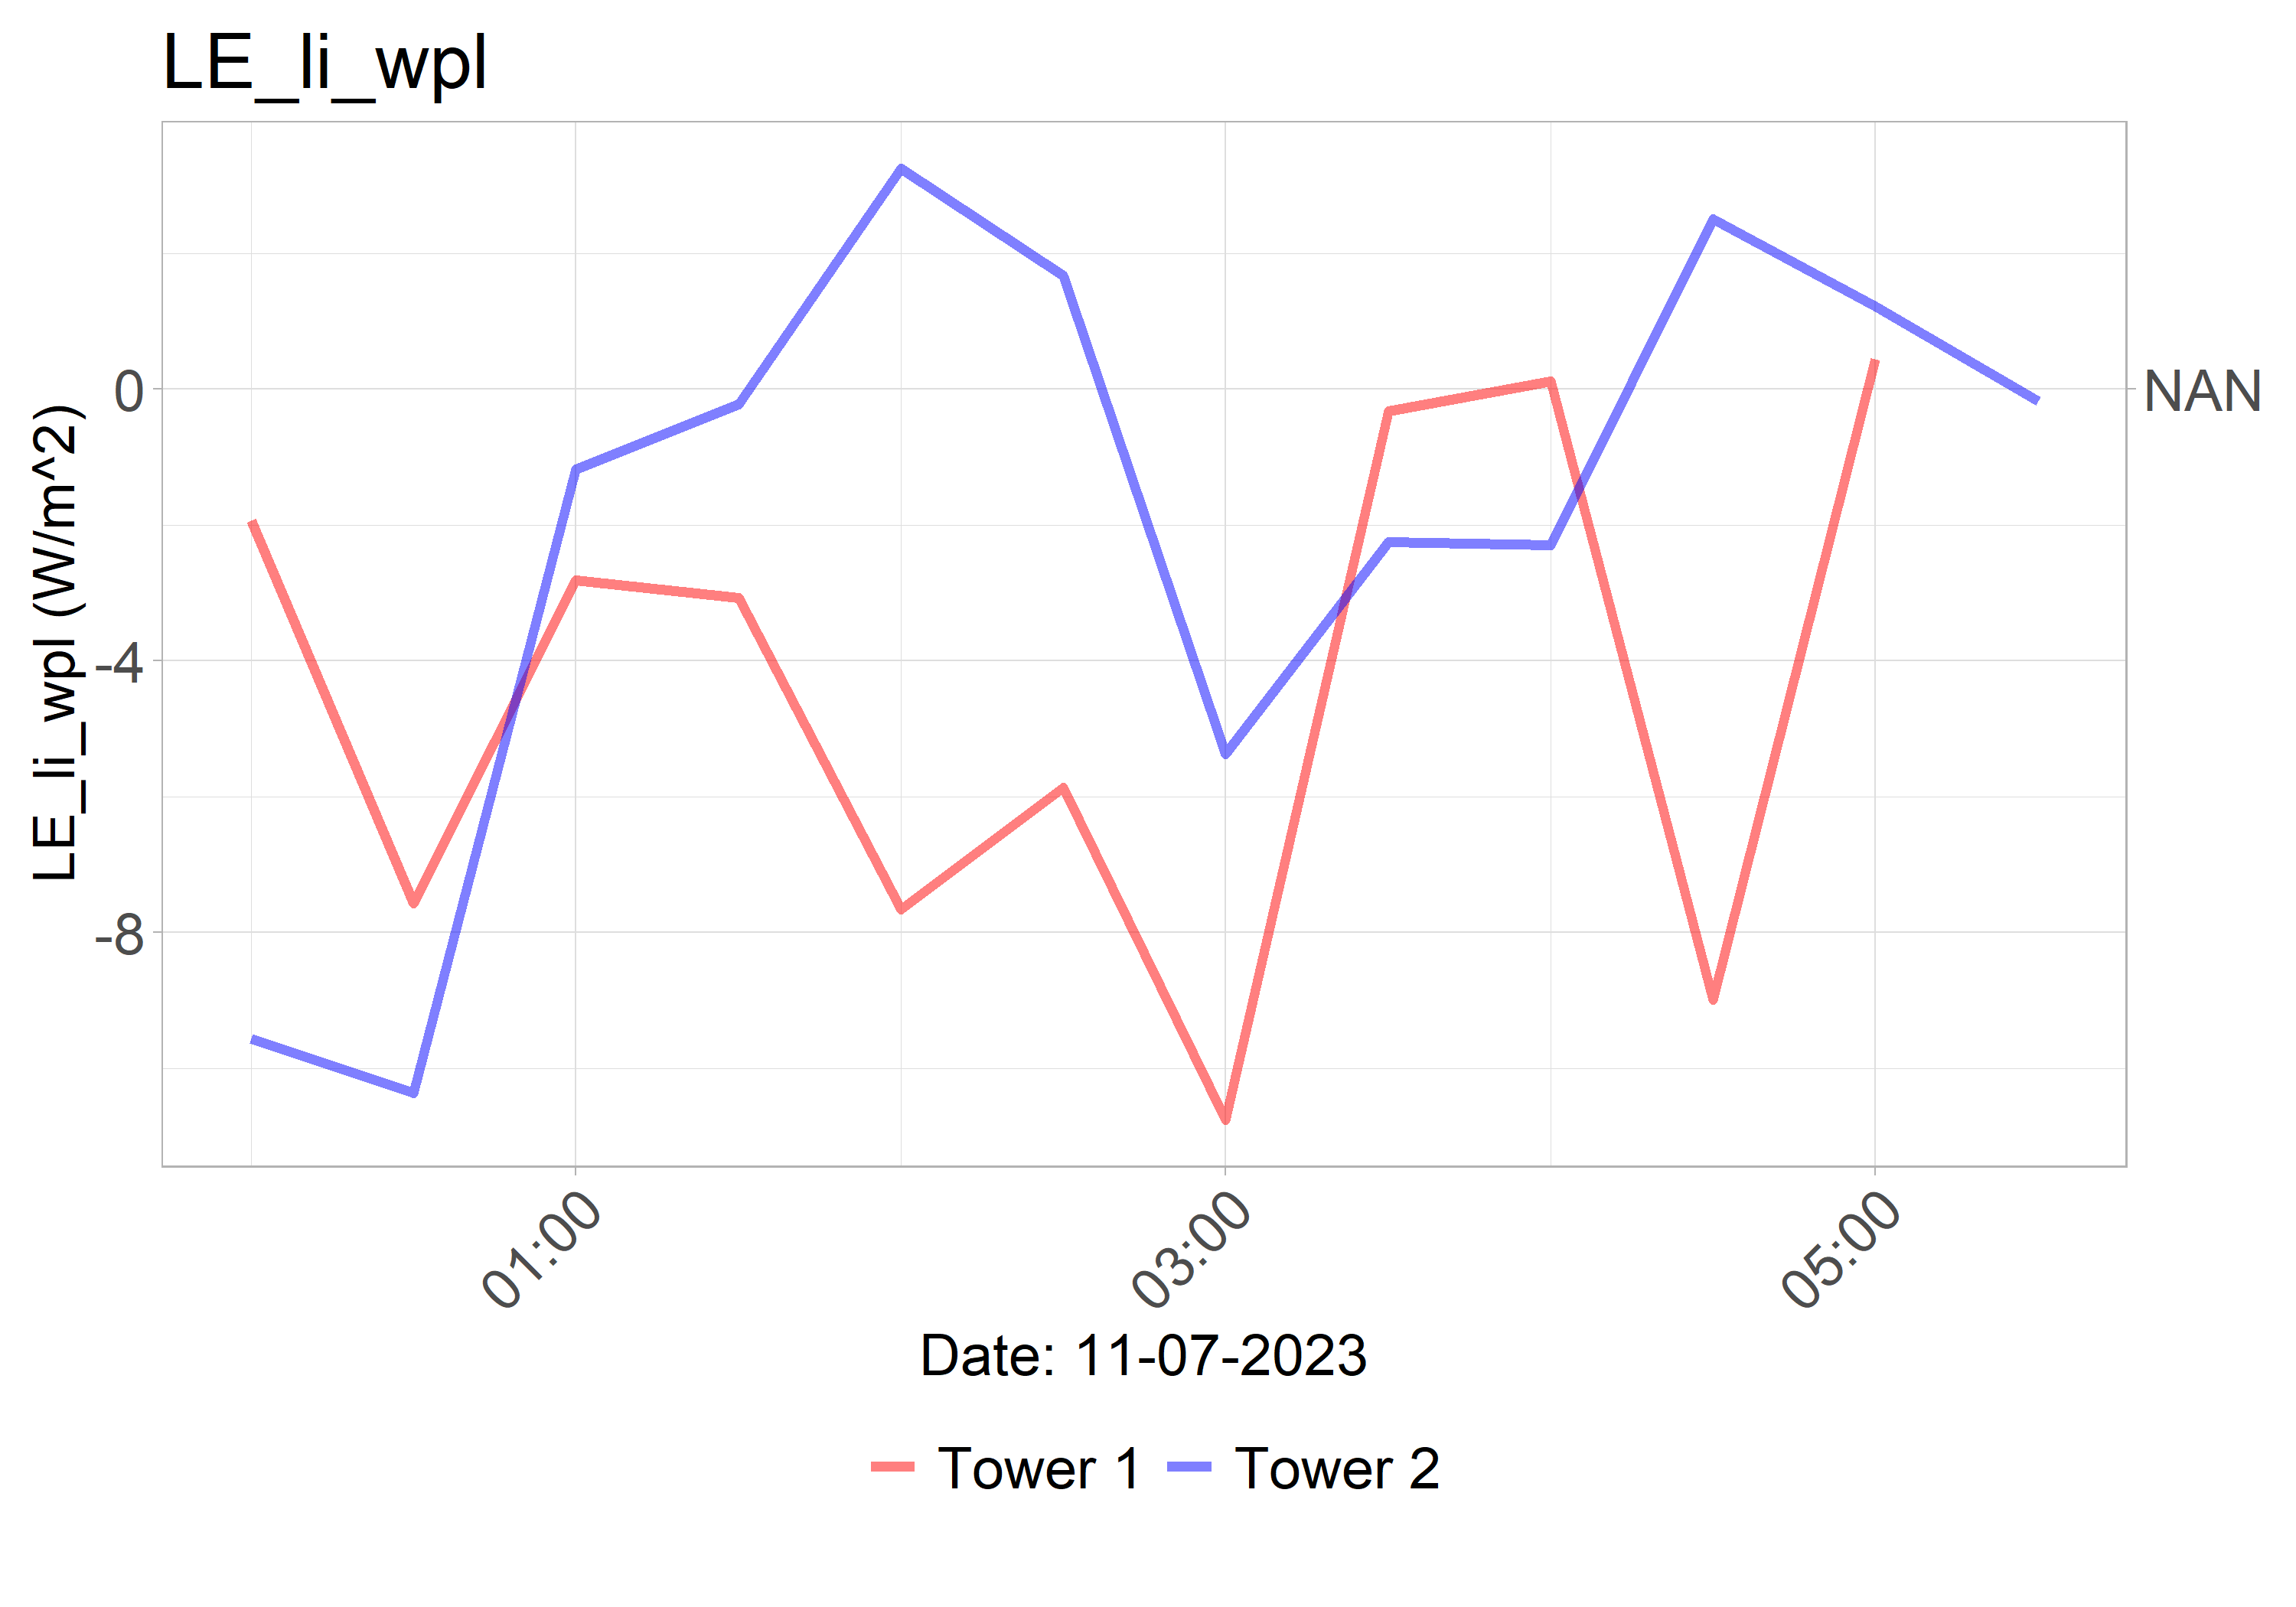 LE_li_wpl
LE_li_wpl (W/m^2)
0
-4
-8
NAN
01:00
03:00
05:00
Date: 11-07-2023
Tower 1
Tower 2